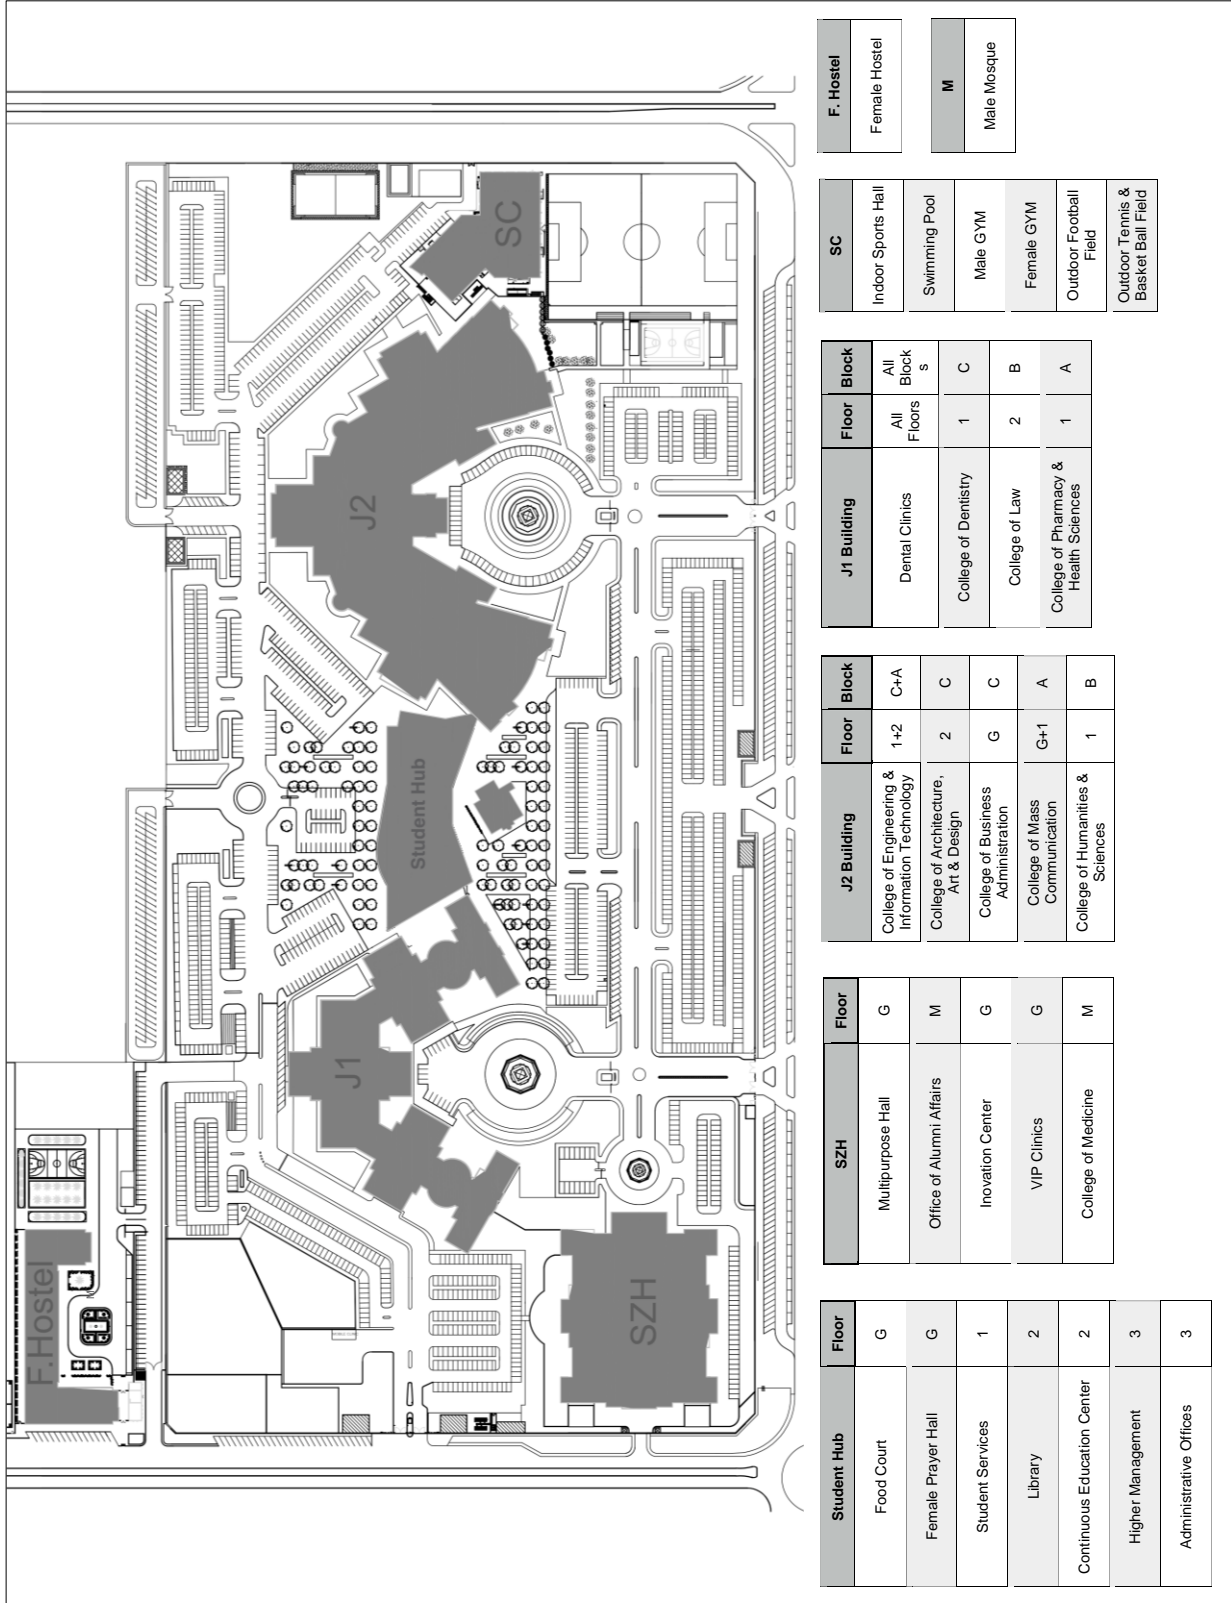 F.Hostel
J1
J2
SC
Student Hub
SZH
Student Hub Floor
Food Court G
Female Prayer Hall G
Student Services 1
Library 2
Continuous Education Center 2
Higher Management 3
Administrative Offices 3
SZH Floor
Multipurpose Hall G
Office of Alumni Affairs M
Inovation Center G
VIP Clinics G
College of Medicine M
J2 Building Floor Block
College of Engineering &
Information Technology 1+2 C+A
College of Architecture,
Art & Design 2 C
College of Business
Administration G C
College of Mass
Communication G+1 A
College of Humanities &
Sciences 1 B
J1 Building Floor Block
Dental Clinics All
Floors All
Block
s
College of Dentistry 1 C
College of Law 2 B
College of Pharmacy &
Health Sciences 1 A
SC
Indoor Sports Hall
Swimming Pool
Male GYM
Female GYM
Outdoor Football
Field
Outdoor Tennis &
Basket Ball Field
F. Hostel
Female Hostel
M
Male Mosque